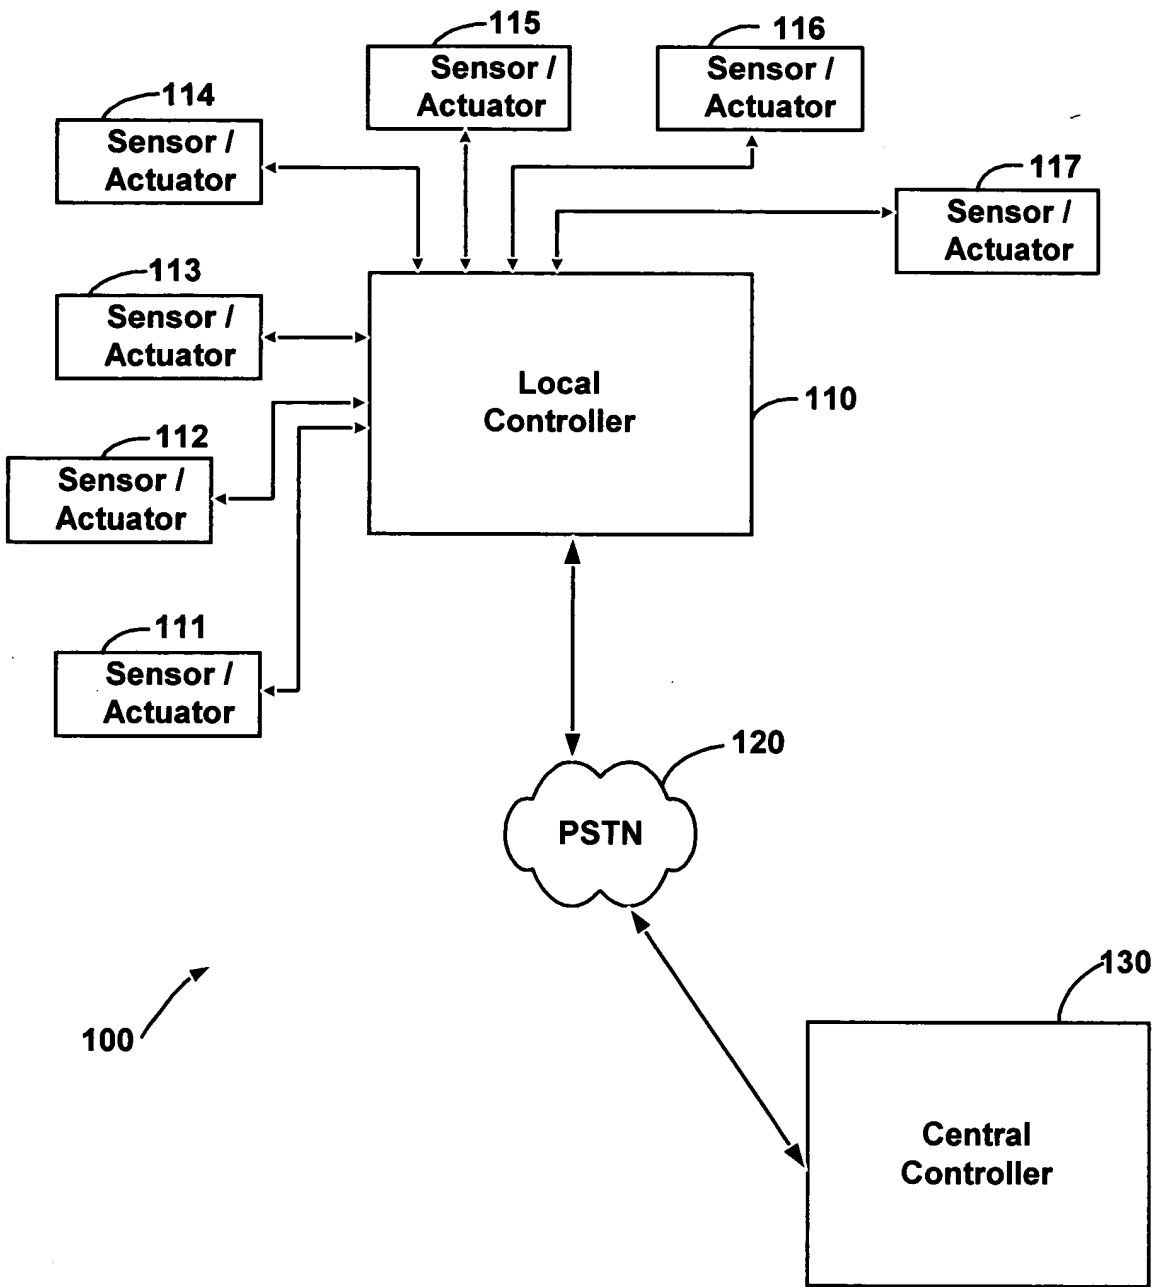 115
Sensor /
Actuator
116
Sensor /
Actuator
114
Sensor /
Actuator
117
Sensor /
Actuator
113
Sensor /
Actuator
Local
Controller
110
112
Sensor /
Actuator
111
Sensor /
Actuator
120
PSTN
130
100
Central
Controller